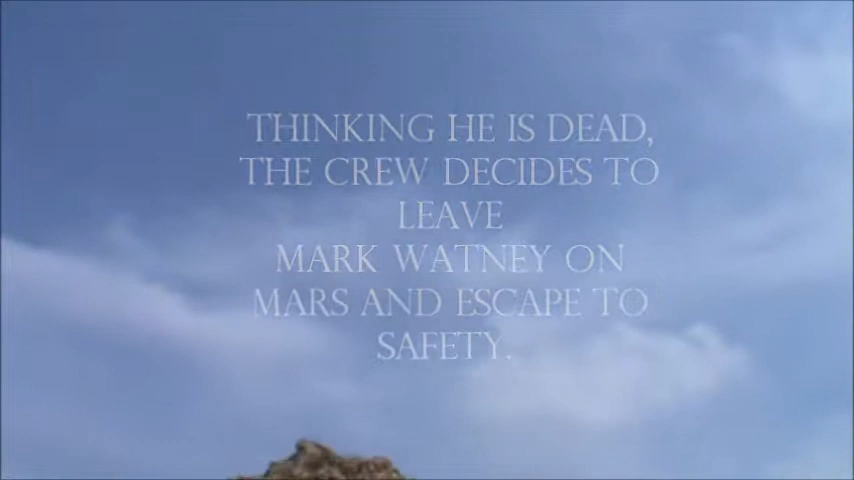 THINKING HE IS DEAD,
THE CREW DECIDES TO
LEAVE
MARK WATNEY ON
MARS AND ESCAPE TO
SAFETY.